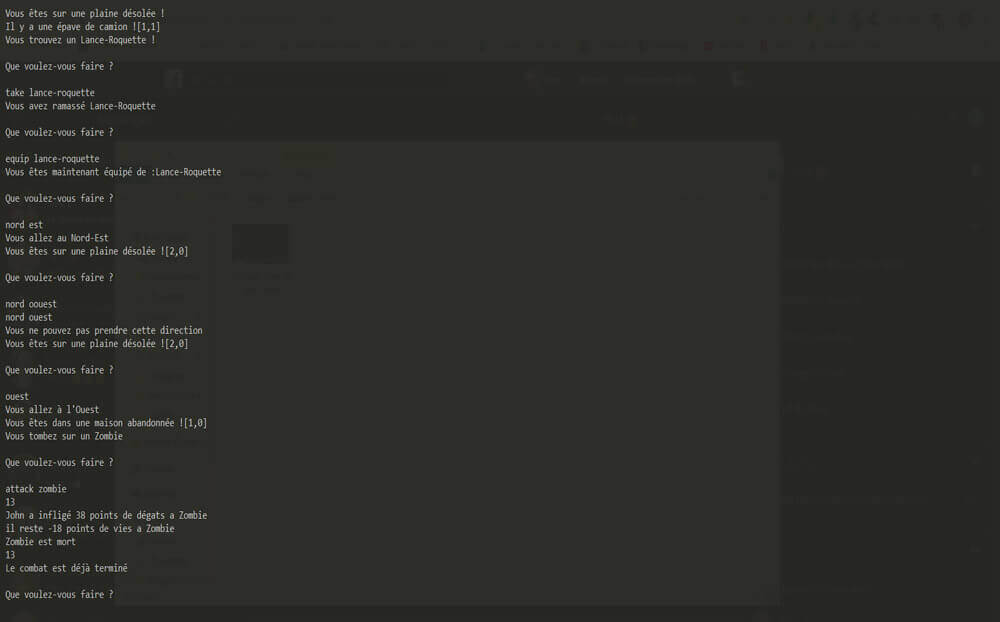 Vous êtes sur une plaine désolée !
Il y a une épave de camion ![1,1]
Vous trouvez un Lance-Roquette !
Que voulez-vous faire ?
take lance-roquette
Vous avez ramassé Lance-Roquette
Que voulez-vous faire ?
equip lance-roquette
Vous êtes maintenant équipé de :Lance-Roquette
Que voulez-vous faire ?
nord est
Vous allez au Nord-Est
Vous êtes sur une plaine désolée ![2,0]
Que voulez-vous faire ?
nord oouest
nord ouest
Vous ne pouvez pas prendre cette direction
Vous êtes sur une plaine désolée ![2,0]
Que voulez-vous faire ?
ouest
Vous allez à l'Ouest
Vous êtes dans une maison abandonnée ![1,0]
Vous tombez sur un Zombie
Que voulez-vous faire ?
attack zombie
13
John a infligé 38 points de dégats a Zombie
il reste -18 points de vies a Zombie
Zombie est mort
13
Le combat est déjà terminé
Que voulez-vous faire ?